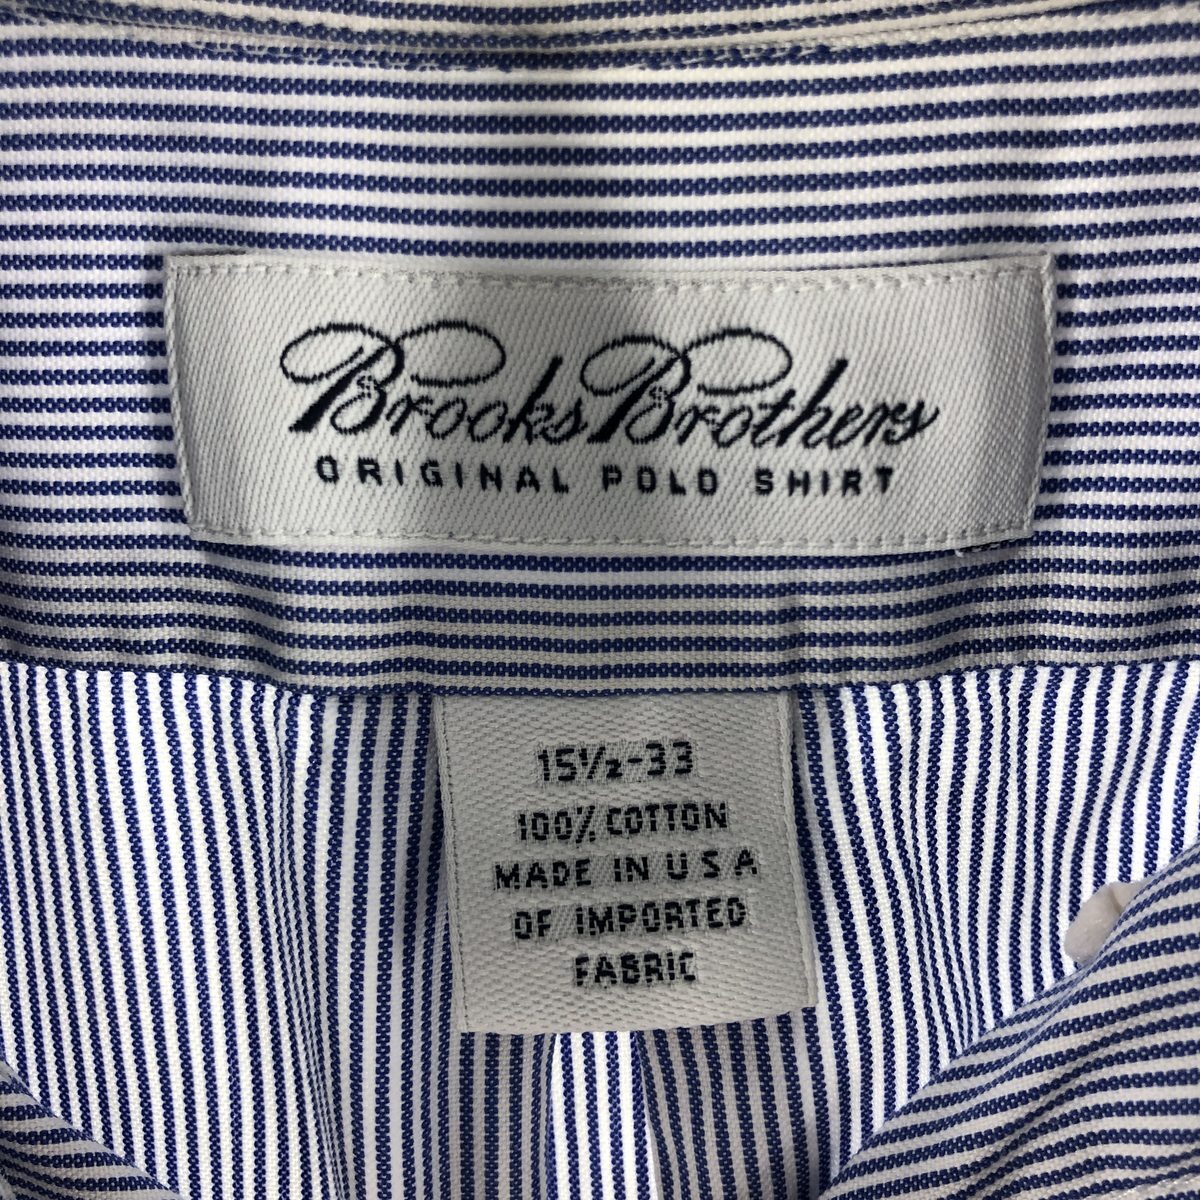 Brooks Brothers
ORIGINAL POLO SHIRT
15½-33
100% COTTON
MADE IN U S A
OF IMPORTED
FABRIC